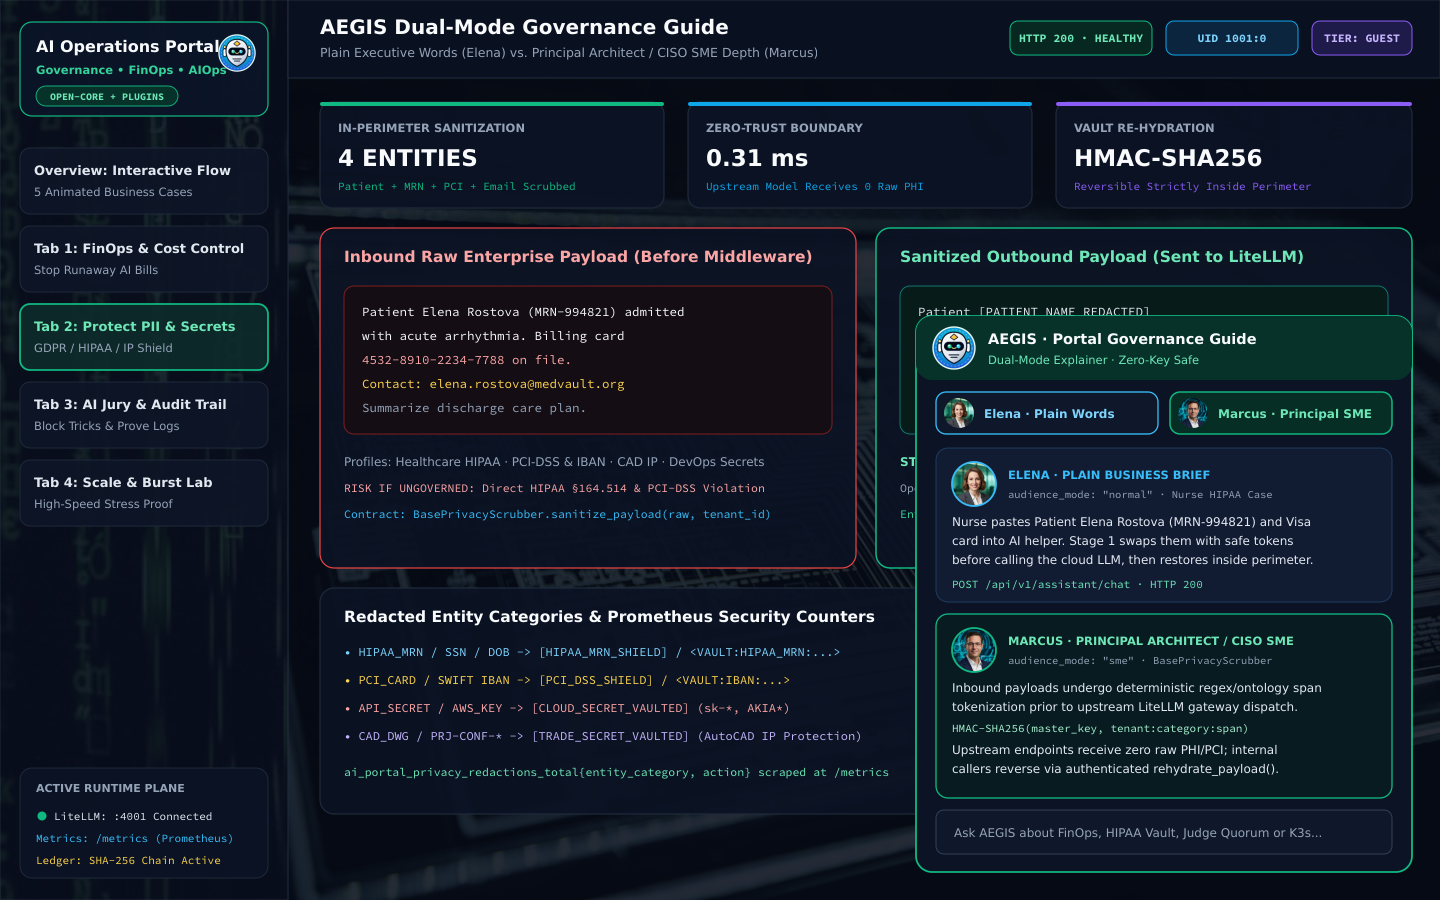 AI Operations Portal
Governance • FinOps • AIOps
OPEN-CORE + PLUGINS
Overview: Interactive Flow
5 Animated Business Cases
Tab 1: FinOps & Cost Control
Stop Runaway AI Bills
Tab 2: Protect PII & Secrets
GDPR / HIPAA / IP Shield
Tab 3: AI Jury & Audit Trail
Block Tricks & Prove Logs
Tab 4: Scale & Burst Lab
High-Speed Stress Proof
ACTIVE RUNTIME PLANE
LiteLLM: :4001 Connected
Metrics: /metrics (Prometheus)
Ledger: SHA-256 Chain Active
AEGIS Dual-Mode Governance Guide
Plain Executive Words (Elena) vs. Principal Architect / CISO SME Depth (Marcus)
HTTP 200 · HEALTHY
UID 1001:0
TIER: GUEST
IN-PERIMETER SANITIZATION
4 ENTITIES
Patient + MRN + PCI + Email Scrubbed
ZERO-TRUST BOUNDARY
0.31 ms
Upstream Model Receives 0 Raw PHI
VAULT RE-HYDRATION
HMAC-SHA256
Reversible Strictly Inside Perimeter
Inbound Raw Enterprise Payload (Before Middleware)
Patient Elena Rostova (MRN-994821) admitted
with acute arrhythmia. Billing card
4532-8910-2234-7788 on file.
Contact: elena.rostova@medvault.org
Summarize discharge care plan.
Profiles: Healthcare HIPAA · PCI-DSS & IBAN · CAD IP · DevOps Secrets
RISK IF UNGOVERNED: Direct HIPAA §164.514 & PCI-DSS Violation
Contract: BasePrivacyScrubber.sanitize_payload(raw, tenant_id)
Sanitized Outbound Payload (Sent to LiteLLM)
Patient [PATIENT_NAME_REDACTED]
Redacted Entity Categories & Prometheus Security Counters
• HIPAA_MRN / SSN / DOB -> [HIPAA_MRN_SHIELD] / <VAULT:HIPAA_MRN:...>
• PCI_CARD / SWIFT IBAN -> [PCI_DSS_SHIELD] / <VAULT:IBAN:...>
• API_SECRET / AWS_KEY -> [CLOUD_SECRET_VAULTED] (sk-*, AKIA*)
• CAD_DWG / PRJ-CONF-* -> [TRADE_SECRET_VAULTED] (AutoCAD IP Protection)
ai_portal_privacy_redactions_total{entity_category, action} scraped at /metrics
AEGIS · Portal Governance Guide
Dual-Mode Explainer · Zero-Key Safe
Elena · Plain Words
Marcus · Principal SME
ELENA · PLAIN BUSINESS BRIEF
audience_mode: "normal" · Nurse HIPAA Case
Nurse pastes Patient Elena Rostova (MRN-994821) and Visa
card into AI helper. Stage 1 swaps them with safe tokens
before calling the cloud LLM, then restores inside perimeter.
POST /api/v1/assistant/chat · HTTP 200
MARCUS · PRINCIPAL ARCHITECT / CISO SME
audience_mode: "sme" · BasePrivacyScrubber
Inbound payloads undergo deterministic regex/ontology span
tokenization prior to upstream LiteLLM gateway dispatch.
HMAC-SHA256(master_key, tenant:category:span)
Upstream endpoints receive zero raw PHI/PCI; internal
callers reverse via authenticated rehydrate_payload().
Ask AEGIS about FinOps, HIPAA Vault, Judge Quorum or K3s...